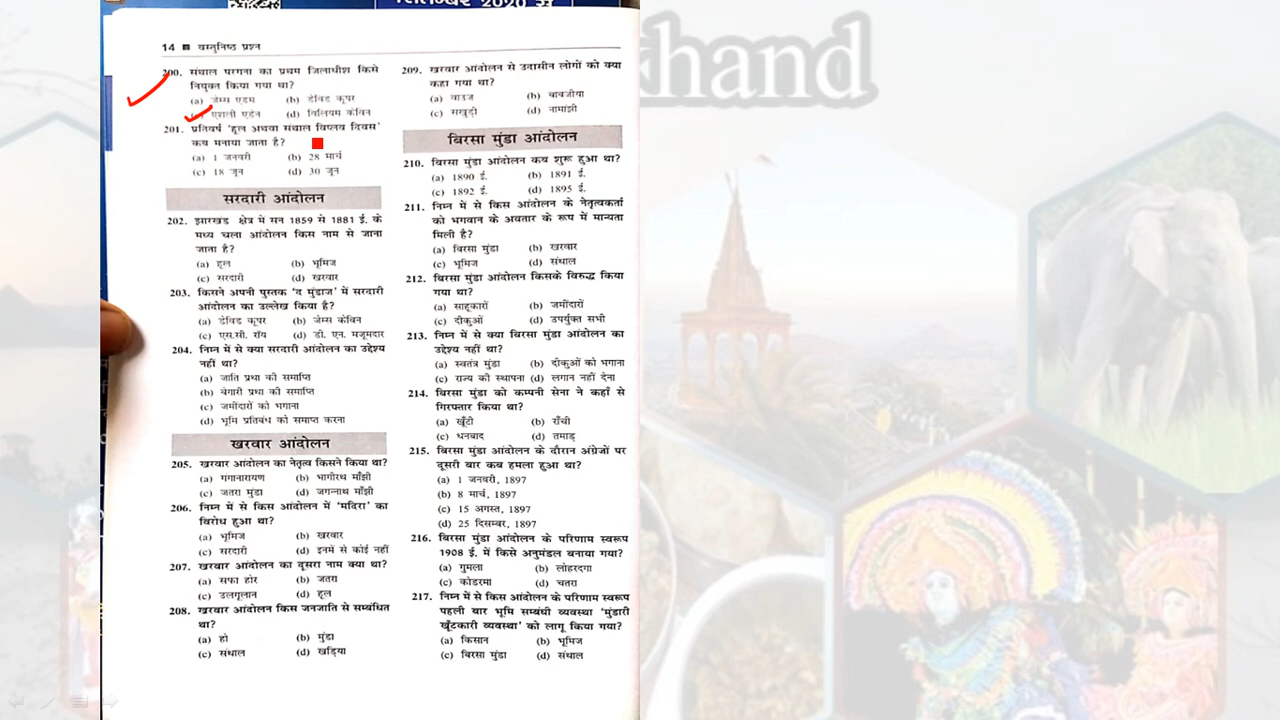 सितम्बर 2020 से
14 ■ वस्तुनिष्ठ प्रश्न
200. संथाल परगना का प्रथम जिलाधीश किसे
नियुक्त किया गया था?
(a) जेम्स एडम (b) डेविड कूपर
(c) एशली एडेन (d) विलियम केविन
201. प्रतिवर्ष 'हूल अथवा संथाल विप्लव दिवस'
कब मनाया जाता है?
(a) 1 जनवरी (b) 28 मार्च
(c) 18 जून (d) 30 जून
सरदारी आंदोलन
202. झारखंड क्षेत्र में सन 1859 से 1881 ई. के
मध्य चला आंदोलन किस नाम से जाना
जाता है?
(a) हूल (b) भूमिज
(c) सरदारी (d) खरवार
203. किसने अपनी पुस्तक 'द मुंडाज' में सरदारी
आंदोलन का उल्लेख किया है?
(a) डेविड कूपर (b) जेम्स केविन
(c) एस.सी. रॉय (d) डी. एन. मजूमदार
204. निम्न में से क्या सरदारी आंदोलन का उद्देश्य
नहीं था?
(a) जाति प्रथा की समाप्ति
(b) बेगारी प्रथा की समाप्ति
(c) जमींदारों को भगाना
(d) भूमि प्रतिबंध को समाप्त करना
खरवार आंदोलन
205. खरवार आंदोलन का नेतृत्व किसने किया था?
(a) गंगानारायण (b) भागीरथ माँझी
(c) जतरा मुंडा (d) जगन्नाथ माँझी
206. निम्न में से किस आंदोलन में 'मदिरा' का
विरोध हुआ था?
(a) भूमिज (b) खरवार
(c) सरदारी (d) इनमें से कोई नहीं
207. खरवार आंदोलन का दूसरा नाम क्या था?
(a) सफा होर (b) जतरा
(c) उलगूलान (d) हूल
208. खरवार आंदोलन किस जनजाति से सम्बंधित
था?
(a) हो (b) मुंडा
(c) संथाल (d) खड़िया
209. खरवार आंदोलन से उदासीन लोगों को क्या
कहा गया था?
(a) वाउज (b) बाबजीया
(c) सखुड़ी (d) नामांझी
बिरसा मुंडा आंदोलन
210. बिरसा मुंडा आंदोलन कब शुरू हुआ था?
(a) 1890 ई. (b) 1891 ई.
(c) 1892 ई. (d) 1895 ई.
211. निम्न में से किस आंदोलन के नेतृत्वकर्ता
को भगवान के अवतार के रूप में मान्यता
मिली है?
(a) बिरसा मुंडा (b) खरवार
(c) भूमिज (d) संथाल
212. बिरसा मुंडा आंदोलन किसके विरुद्ध किया
गया था?
(a) साहूकारों (b) जमींदारों
(c) दीकुओं (d) उपर्युक्त सभी
213. निम्न में से क्या बिरसा मुंडा आंदोलन का
उद्देश्य नहीं था?
(a) स्वतंत्र मुंडा (b) दीकुओं को भगाना
(c) राज्य की स्थापना (d) लगान नहीं देना
214. बिरसा मुंडा को कम्पनी सेना ने कहाँ से
गिरफ्तार किया था?
(a) खूँटी (b) राँची
(c) धनबाद (d) तमाड़
215. बिरसा मुंडा आंदोलन के दौरान अंग्रेजों पर
दूसरी बार कब हमला हुआ था?
(a) 1 जनवरी, 1897
(b) 8 मार्च, 1897
(c) 15 अगस्त, 1897
(d) 25 दिसम्बर, 1897
216. बिरसा मुंडा आंदोलन के परिणाम स्वरूप
1908 ई. में किसे अनुमंडल बनाया गया?
(a) गुमला (b) लोहरदगा
(c) कोडरमा (d) चतरा
217. निम्न में से किस आंदोलन के परिणाम स्वरूप
पहली बार भूमि सम्बंधी व्यवस्था 'मुंडारी
खूँटकारी व्यवस्था' को लागू किया गया?
(a) किसान (b) भूमिज
(c) बिरसा मुंडा (d) संथाल
hand